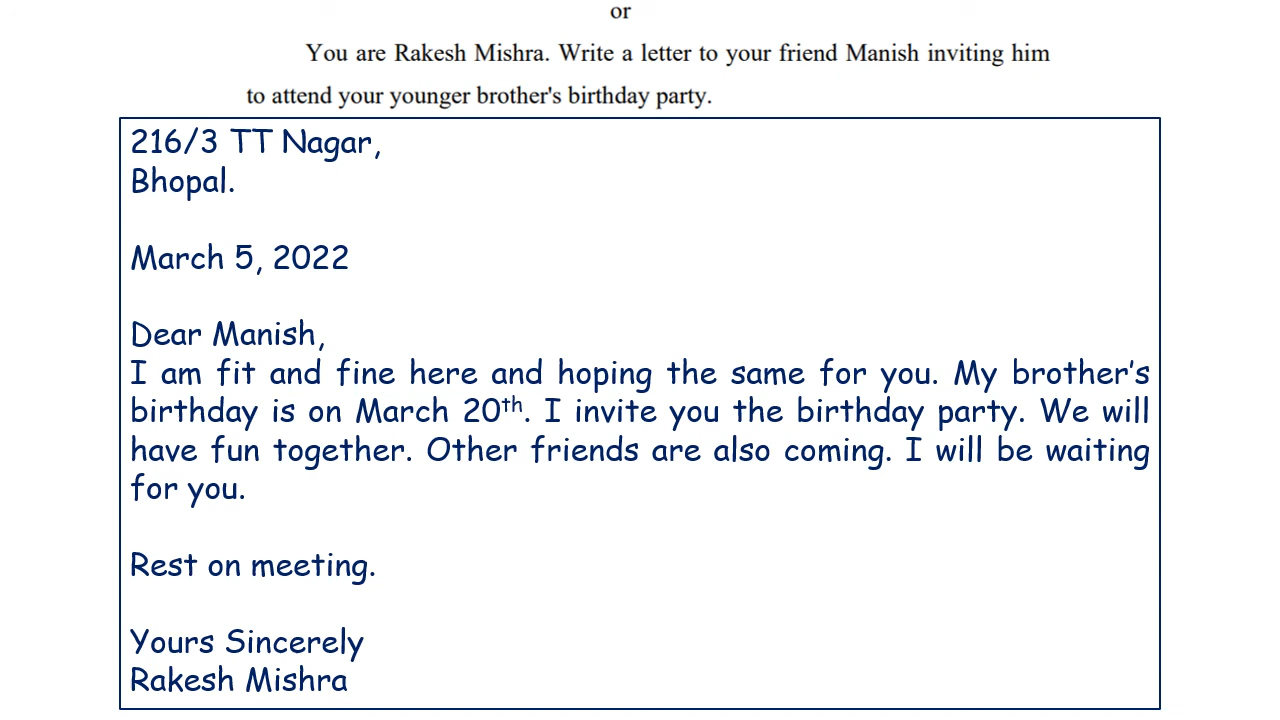 or
You are Rakesh Mishra. Write a letter to your friend Manish inviting him
to attend your younger brother's birthday party.
216/3 TT Nagar,
Bhopal.
March 5, 2022
Dear Manish,
I am fit and fine here and hoping the same for you. My brother’s
birthday is on March 20th. I invite you the birthday party. We will
have fun together. Other friends are also coming. I will be waiting
for you.
Rest on meeting.
Yours Sincerely
Rakesh Mishra